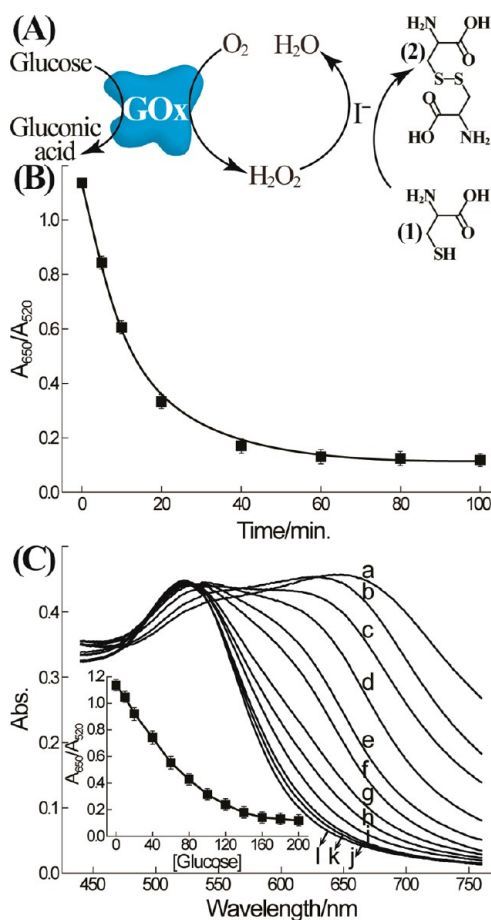 (A)
Glucose
Gluconic
acid
GOx
O2
H2O
H2O2
I−
(2)
H2N
OH
O
S−S
O
HO
NH2
H2N
OH
O
(1)
SH
(B)
A650/A520
1.0
0.8
0.6
0.4
0.2
0.0
0 20 40 60 80 100
Time/min.
(C)
Abs.
0.4
0.3
0.2
0.1
0.0
a
b
c
d
e
f
g
h
i
l k j
A650/A520
1.2
1.0
0.8
0.6
0.4
0.2
0.0
0 40 80 120 160 200
[Glucose]
450 500 550 600 650 700 750
Wavelength/nm